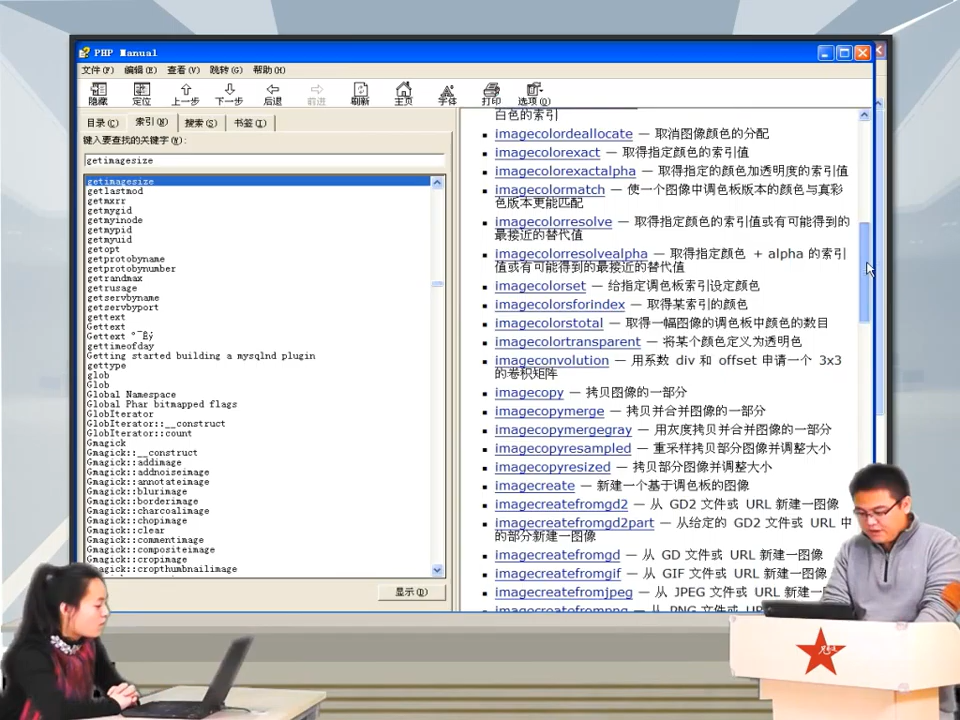 PHP Manual
文件(F) 编辑(E) 查看(V) 跳转(G) 帮助(H)
隐藏 定位 上一步 下一步 后退 前进 刷新 主页 字体 打印 选项(O)
目录(C) 索引(N) 搜索(S) 书签(I)
键入要查找的关键字(W):
getimagesize
getimagesize
getlastmod
getmxrr
getmygid
getmyinode
getmypid
getmyuid
getopt
getprotobyname
getprotobynumber
getrandmax
getrusage
getservbyname
getservbyport
gettext
Gettext
Gettext
gettimeofday
Getting started building a mysqlnd plugin
gettype
glob
Glob
Global Namespace
Global Phar bitmapped flags
GlobIterator
GlobIterator::__construct
GlobIterator::count
Gmagick
Gmagick::__construct
Gmagick::addimage
Gmagick::addnoiseimage
Gmagick::annotateimage
Gmagick::blurimage
Gmagick::borderimage
Gmagick::charcoalimage
Gmagick::chopimage
Gmagick::clear
Gmagick::commentimage
Gmagick::compositeimage
Gmagick::cropimage
Gmagick::cropthumbnailimage
显示(D)
白色的索引
imagecolordeallocate — 取消图像颜色的分配
imagecolorexact — 取得指定颜色的索引值
imagecolorexactalpha — 取得指定的颜色加透明度的索引值
imagecolormatch — 使一个图像中调色板版本的颜色与真彩
色版本更能匹配
imagecolorresolve — 取得指定颜色的索引值或有可能得到的
最接近的替代值
imagecolorresolvealpha — 取得指定颜色 + alpha 的索引
值或有可能得到的最接近的替代值
imagecolorset — 给指定调色板索引设定颜色
imagecolorsforindex — 取得某索引的颜色
imagecolorstotal — 取得一幅图像的调色板中颜色的数目
imagecolortransparent — 将某个颜色定义为透明色
imageconvolution — 用系数 div 和 offset 申请一个 3x3
的卷积矩阵
imagecopy — 拷贝图像的一部分
imagecopymerge — 拷贝并合并图像的一部分
imagecopymergegray — 用灰度拷贝并合并图像的一部分
imagecopyresampled — 重采样拷贝部分图像并调整大小
imagecopyresized — 拷贝部分图像并调整大小
imagecreate — 新建一个基于调色板的图像
imagecreatefromgd2 — 从 GD2 文件或 URL 新建一图像
imagecreatefromgd2part — 从给定的 GD2 文件或 URL 中
的部分新建一图像
imagecreatefromgd — 从 GD 文件或 URL 新建一图像
imagecreatefromgif — 从 GIF 文件或 URL 新建一图像
imagecreatefromjpeg — 从 JPEG 文件或 URL 新建一
imagecreatefrompng — 从 PNG 文件或 URL